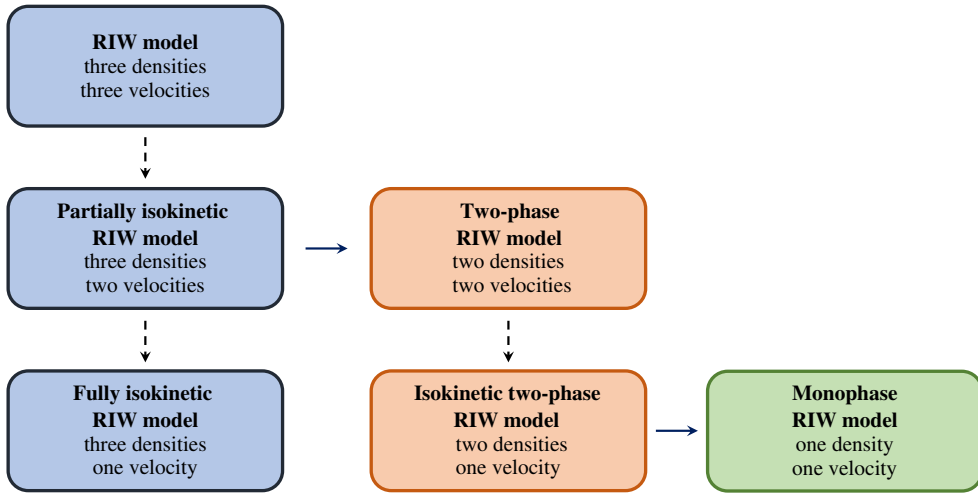 RIW model
three densities
three velocities
Partially isokinetic
RIW model
three densities
two velocities
Two-phase
RIW model
two densities
two velocities
Fully isokinetic
RIW model
three densities
one velocity
Isokinetic two-phase
RIW model
two densities
one velocity
Monophase
RIW model
one density
one velocity